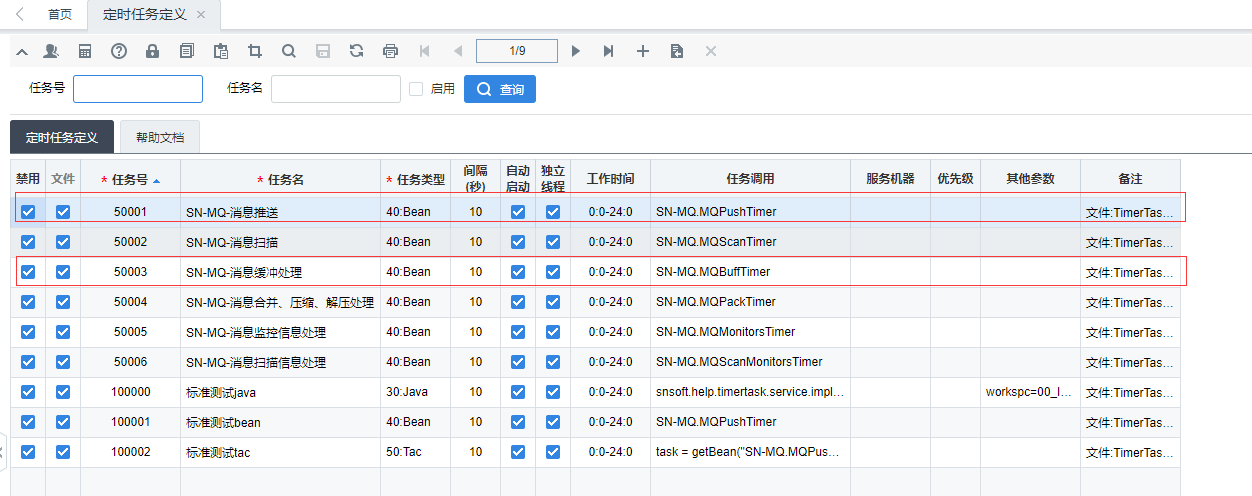 首页 定时任务定义
1/9
任务号 任务名 启用 查询
定时任务定义 帮助文档
禁用 文件 * 任务号 * 任务名 * 任务类型 间隔(秒) 自动启动 独立线程 工作时间 任务调用 服务机器 优先级 其他参数 备注
50001 SN-MQ-消息推送 40:Bean 10 0:0-24:0 SN-MQ.MQPushTimer 文件:TimerTas...
50002 SN-MQ-消息扫描 40:Bean 10 0:0-24:0 SN-MQ.MQScanTimer 文件:TimerTas...
50003 SN-MQ-消息缓冲处理 40:Bean 10 0:0-24:0 SN-MQ.MQBuffTimer 文件:TimerTas...
50004 SN-MQ-消息合并、压缩、解压处理 40:Bean 10 0:0-24:0 SN-MQ.MQPackTimer 文件:TimerTas...
50005 SN-MQ-消息监控信息处理 40:Bean 10 0:0-24:0 SN-MQ.MQMonitorsTimer 文件:TimerTas...
50006 SN-MQ-消息扫描信息处理 40:Bean 10 0:0-24:0 SN-MQ.MQScanMonitorsTimer 文件:TimerTas...
100000 标准测试java 30:Java 10 0:0-24:0 snsoft.help.timertask.service.impl... workspc=00_I... 文件:TimerTas...
100001 标准测试bean 40:Bean 10 0:0-24:0 SN-MQ.MQPushTimer 文件:TimerTas...
100002 标准测试tac 50:Tac 10 0:0-24:0 task = getBean("SN-MQ.MQPus... 文件:TimerTas...